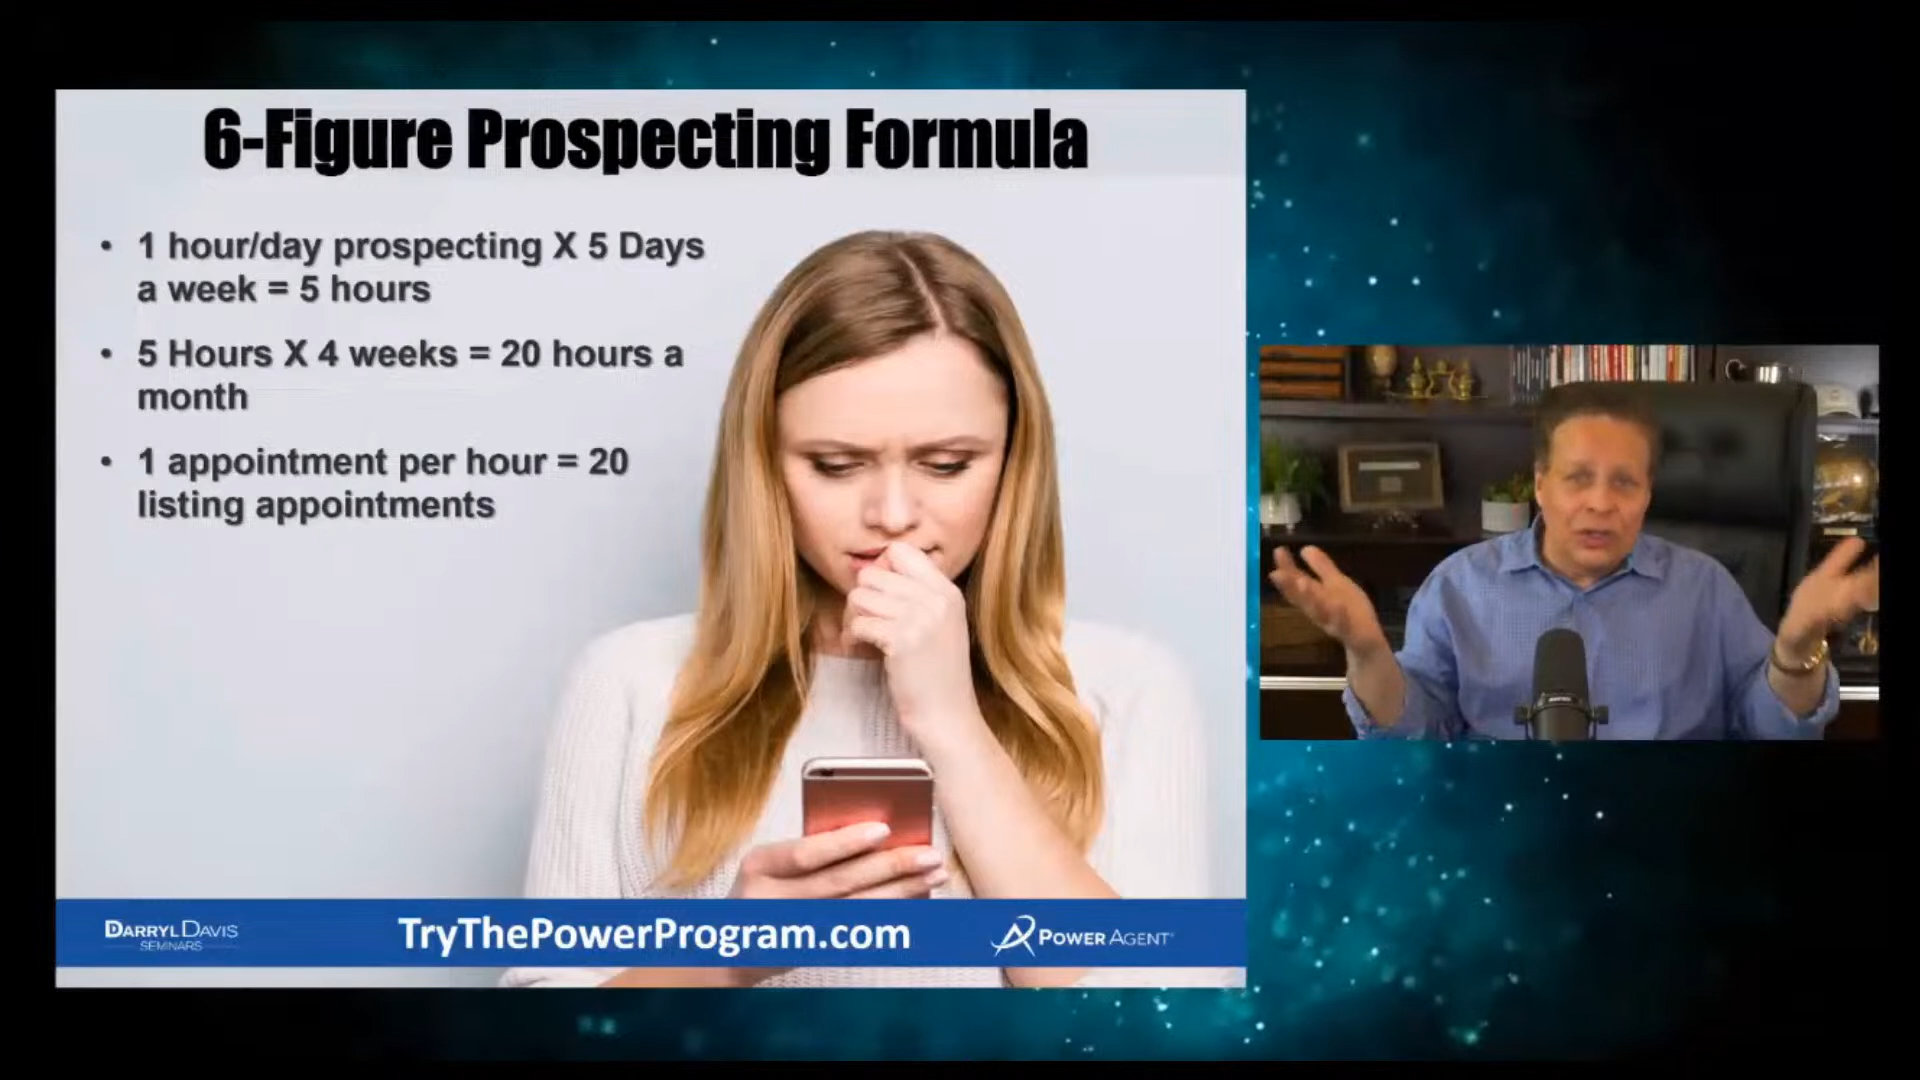 6-Figure Prospecting Formula
• 1 hour/day prospecting X 5 Days
a week = 5 hours
• 5 Hours X 4 weeks = 20 hours a
month
• 1 appointment per hour = 20
listing appointments
DARRYL DAVIS
SEMINARS
TryThePowerProgram.com
POWER AGENT